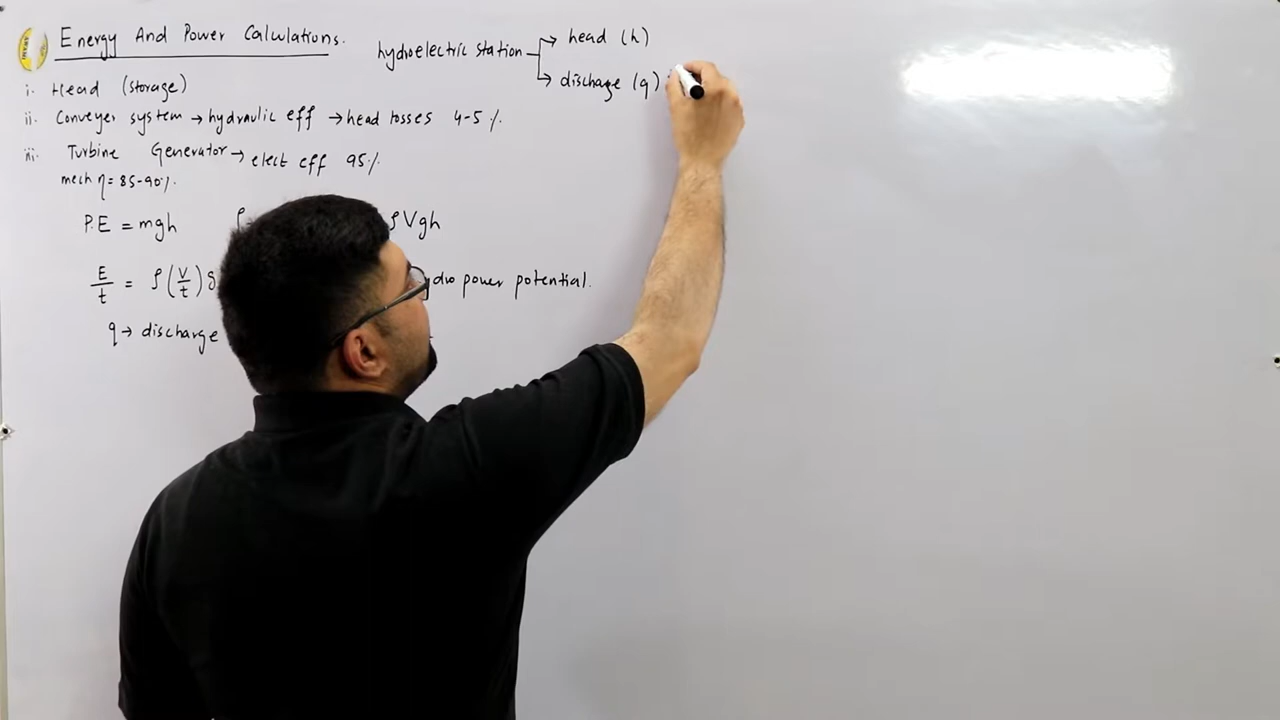 Energy And Power Calculations.
hydroelectric station → head (h)
→ discharge (q)
i. Head (storage)
ii. Conveyer system → hydraulic eff → head losses 4-5 %.
iii. Turbine Generator → elect eff 95%
mech η = 85-90%.
P.E = mgh ρ ρVgh
E/t = ρ(V/t)g power potential.
q → discharge